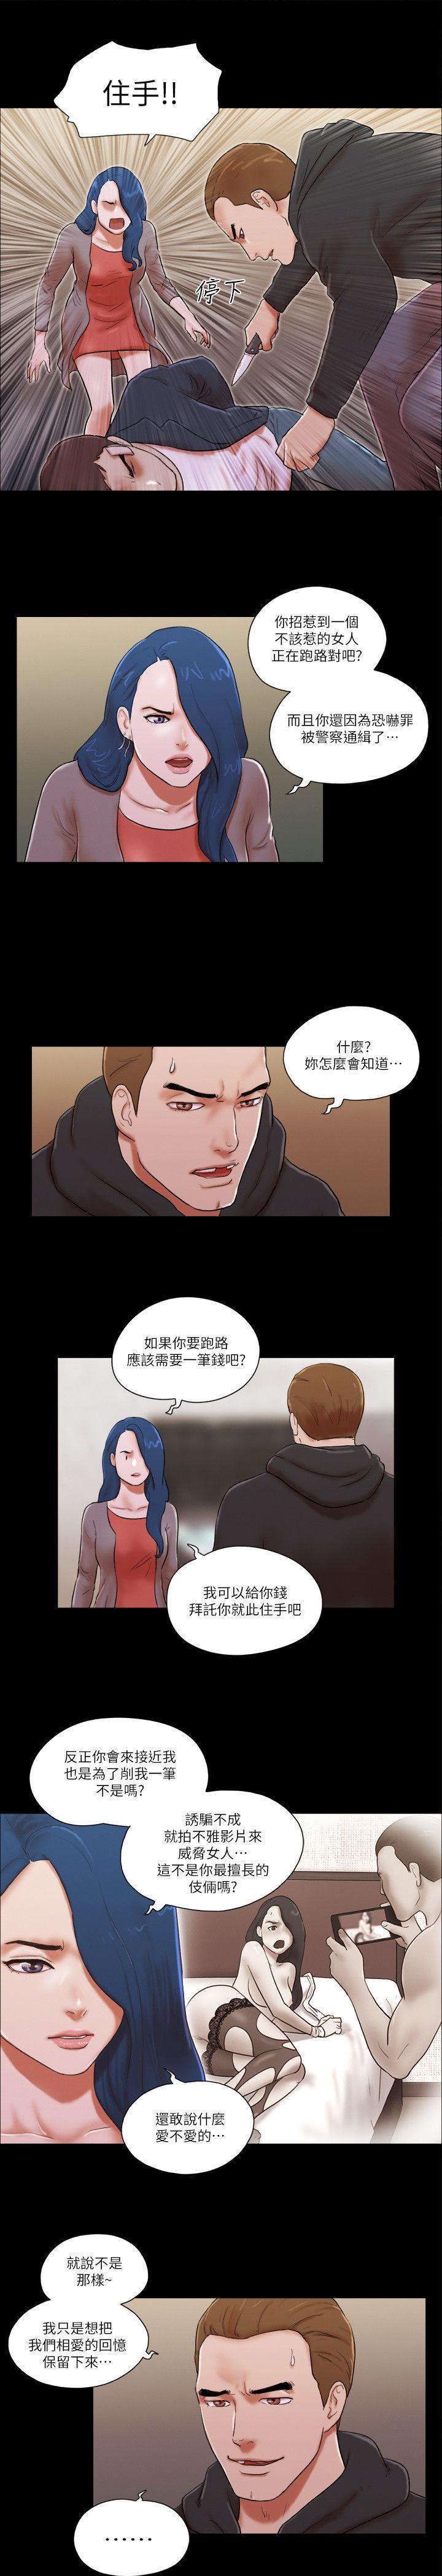 住手!!
停下
你招惹到一個
不該惹的女人
正在跑路對吧?
而且你還因為恐嚇罪
被警察通緝了…
什麼?
妳怎麼會知道…
如果你要跑路
應該需要一筆錢吧?
我可以給你錢
拜託你就此住手吧
反正你會來接近我
也是為了削我一筆
不是嗎?
誘騙不成
就拍不雅影片來
威脅女人…
這不是你最擅長的
伎倆嗎?
還敢說什麼
愛不愛的…
就說不是
那樣~
我只是想把
我們相愛的回憶
保留下來…
……